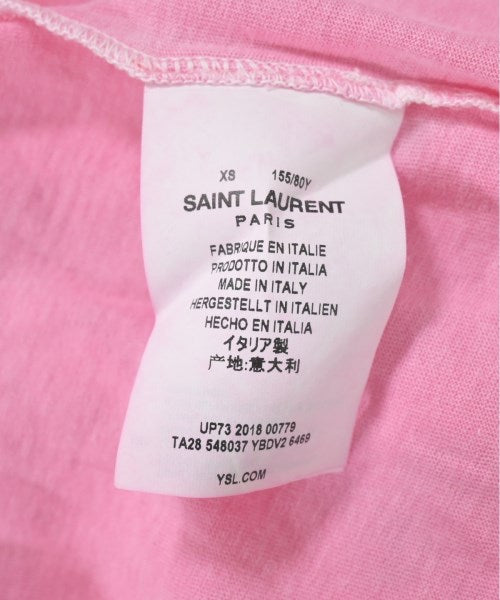 XS 155/80Y
SAINT LAURENT
PARIS
FABRIQUE EN ITALIE
PRODOTTO IN ITALIA
MADE IN ITALY
HERGESTELLT IN ITALIEN
HECHO EN ITALIA
イタリア製
产地:意大利
UP73 2018 00779
TA28 548037 YBDV2 6469
YSL.COM